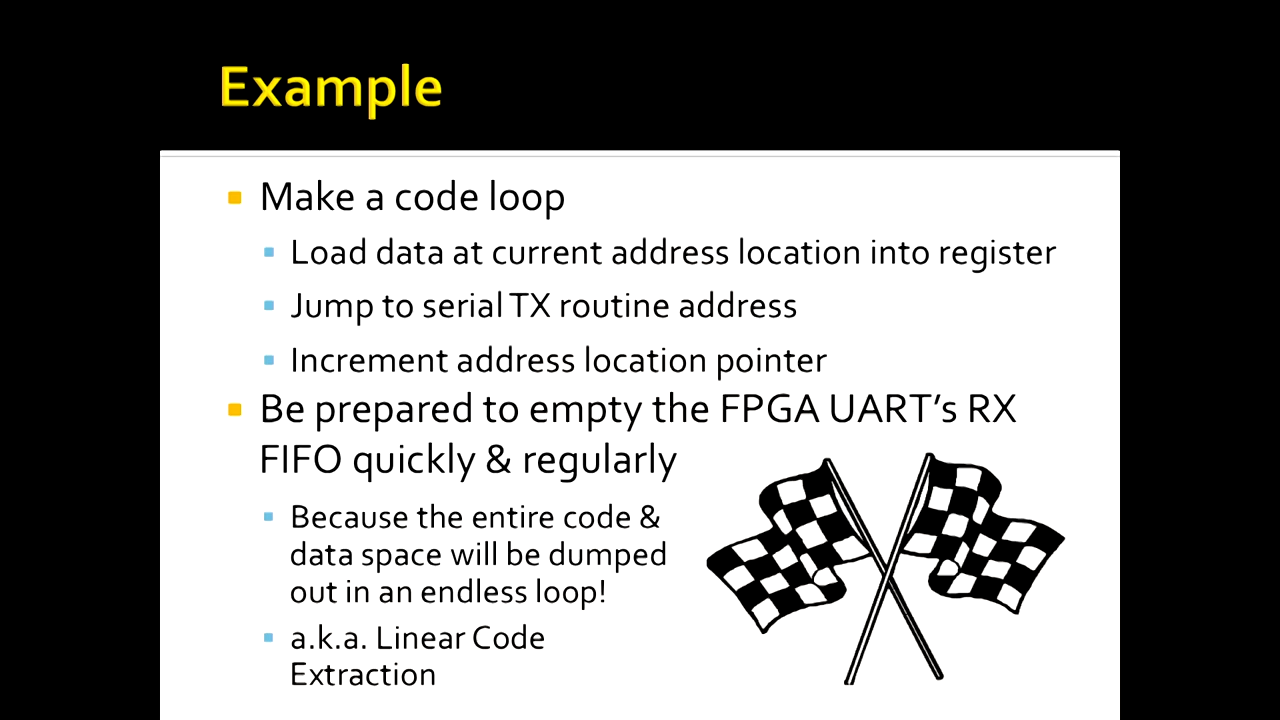 Example
Make a code loop
Load data at current address location into register
Jump to serial TX routine address
Increment address location pointer
Be prepared to empty the FPGA UART’s RX
FIFO quickly & regularly
Because the entire code &
data space will be dumped
out in an endless loop!
a.k.a. Linear Code
Extraction